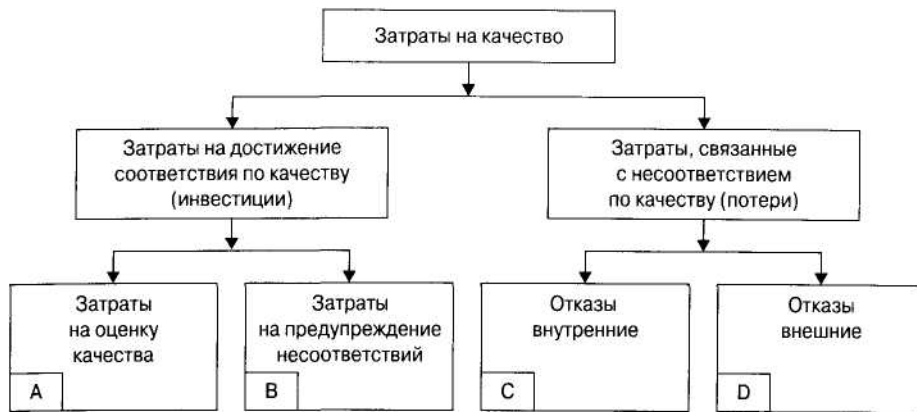 Затраты на качество
Затраты на достижение
соответствия по качеству
(инвестиции)
Затраты, связанные
с несоответствием
по качеству (потери)
Затраты
на оценку
качества
A
Затраты
на предупреждение
несоответствий
B
Отказы
внутренние
C
Отказы
внешние
D